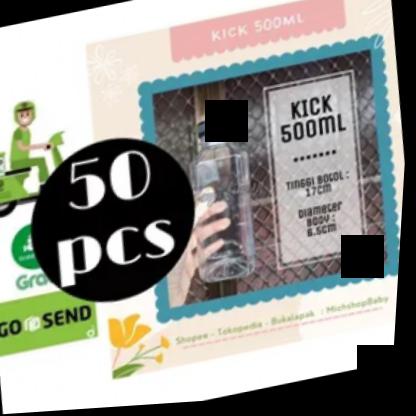 KICK 500ML
KICK
500ML
TINGGI BOTOL :
17CM
Diameter
BODY :
6.5CM
50
pcs
Gra
GO SEND
Shopee - Tokopedia - Bukalapak : MichshopBaby